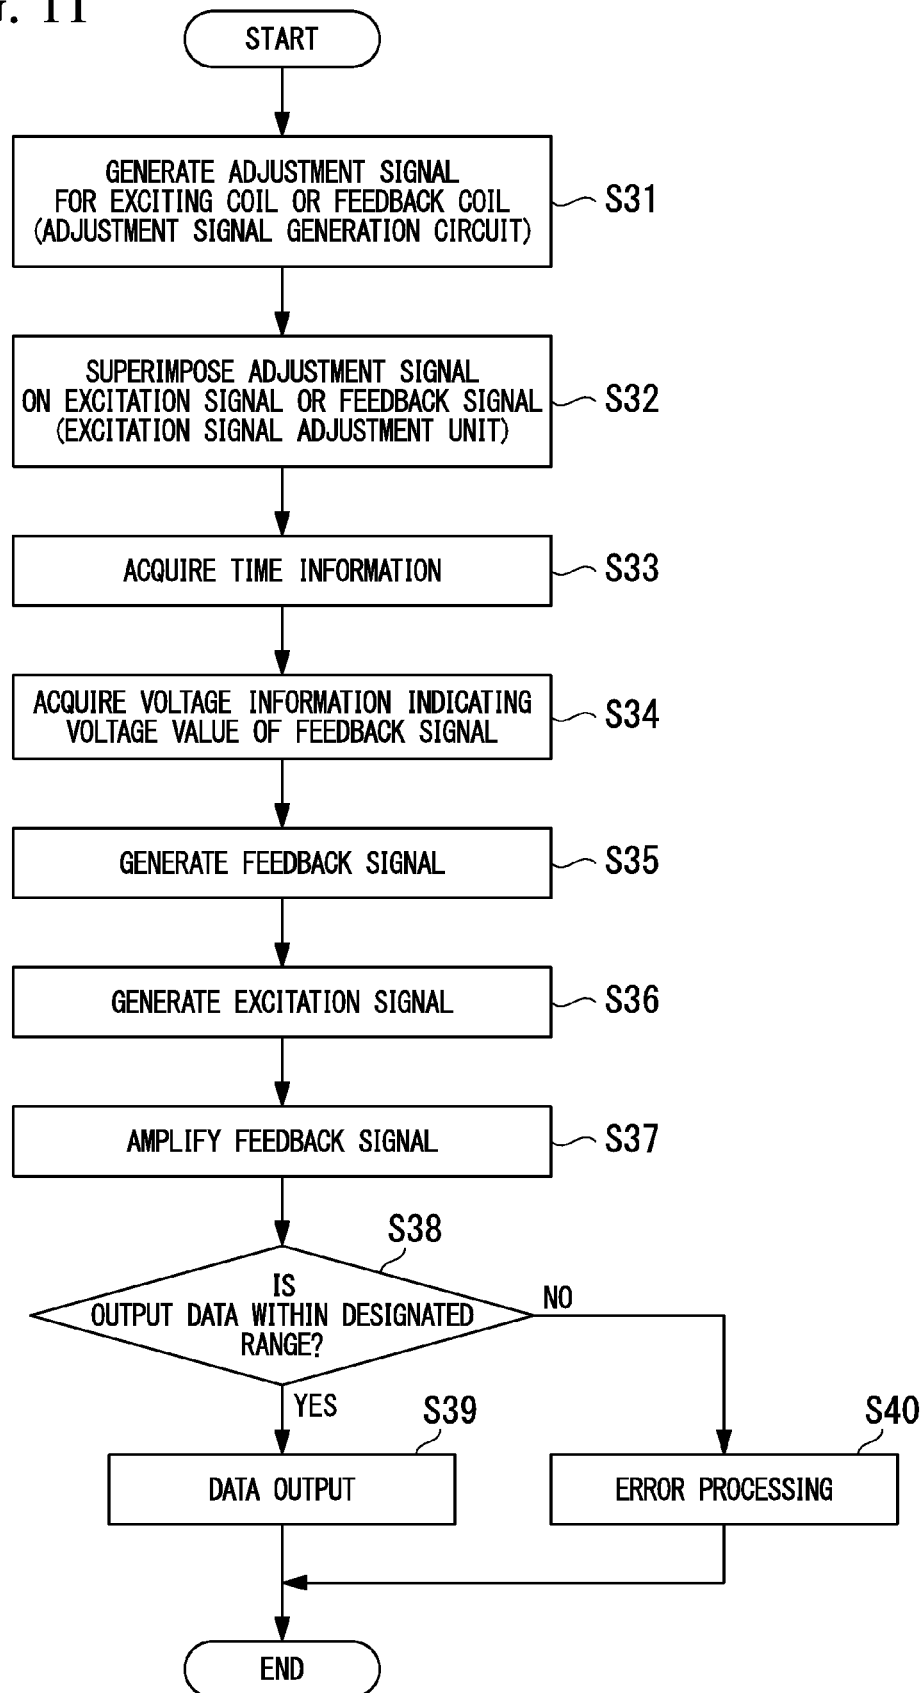 G. 11
START
GENERATE ADJUSTMENT SIGNAL
FOR EXCITING COIL OR FEEDBACK COIL
(ADJUSTMENT SIGNAL GENERATION CIRCUIT)
S31
SUPERIMPOSE ADJUSTMENT SIGNAL
ON EXCITATION SIGNAL OR FEEDBACK SIGNAL
(EXCITATION SIGNAL ADJUSTMENT UNIT)
S32
ACQUIRE TIME INFORMATION
S33
ACQUIRE VOLTAGE INFORMATION INDICATING
VOLTAGE VALUE OF FEEDBACK SIGNAL
S34
GENERATE FEEDBACK SIGNAL
S35
GENERATE EXCITATION SIGNAL
S36
AMPLIFY FEEDBACK SIGNAL
S37
S38
IS
OUTPUT DATA WITHIN DESIGNATED
RANGE?
NO
YES
S39
DATA OUTPUT
S40
ERROR PROCESSING
END